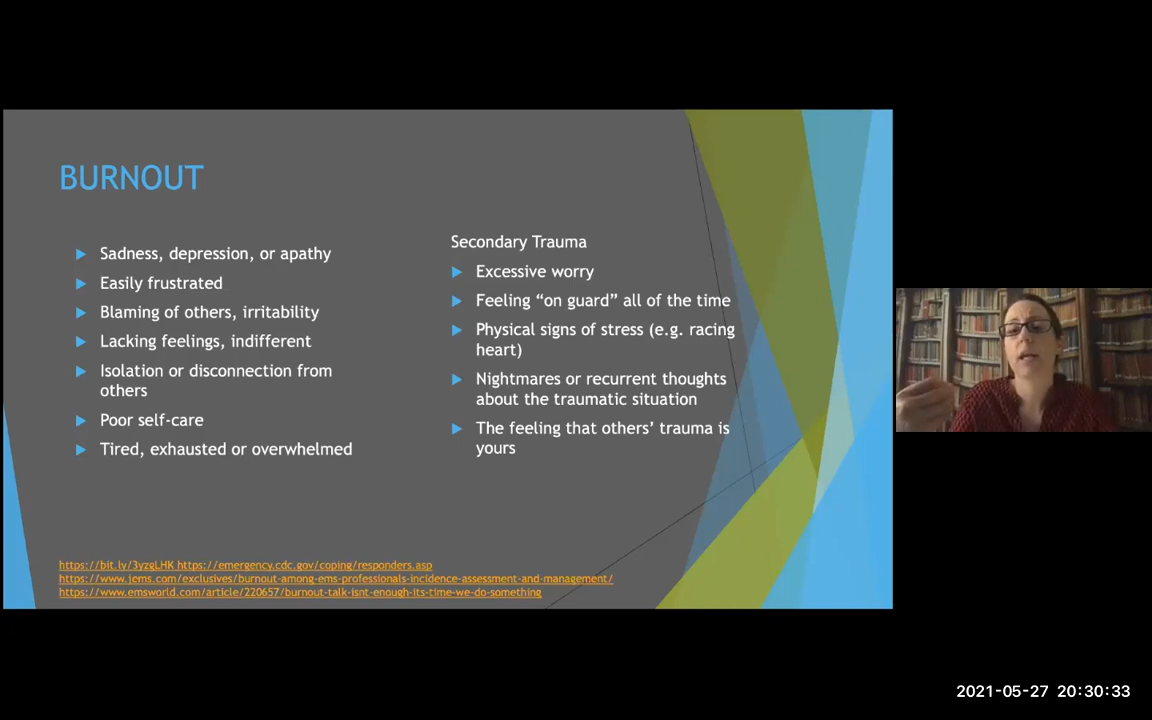 BURNOUT
Sadness, depression, or apathy
Easily frustrated
Blaming of others, irritability
Lacking feelings, indifferent
Isolation or disconnection from
others
Poor self-care
Tired, exhausted or overwhelmed
Secondary Trauma
Excessive worry
Feeling “on guard” all of the time
Physical signs of stress (e.g. racing
heart)
Nightmares or recurrent thoughts
about the traumatic situation
The feeling that others’ trauma is
yours
https://bit.ly/3yzgLHK https://emergency.cdc.gov/coping/responders.asp
https://www.jems.com/exclusives/burnout-among-ems-professionals-incidence-assessment-and-management/
https://www.emsworld.com/article/220657/burnout-talk-isnt-enough-its-time-we-do-something
2021-05-27 20:30:33